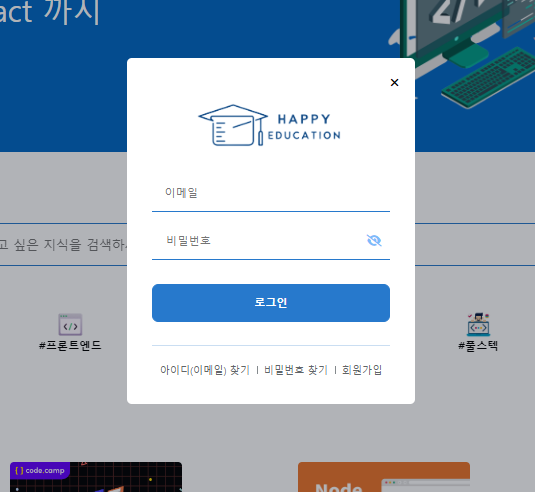 act 까지
×
HAPPY
EDUCATION
이메일
비밀번호
로그인
아이디(이메일) 찾기 | 비밀번호 찾기 | 회원가입
고 싶은 지식을 검색하
</>
#프론트엔드
#풀스텍
{ } code.camp
Node